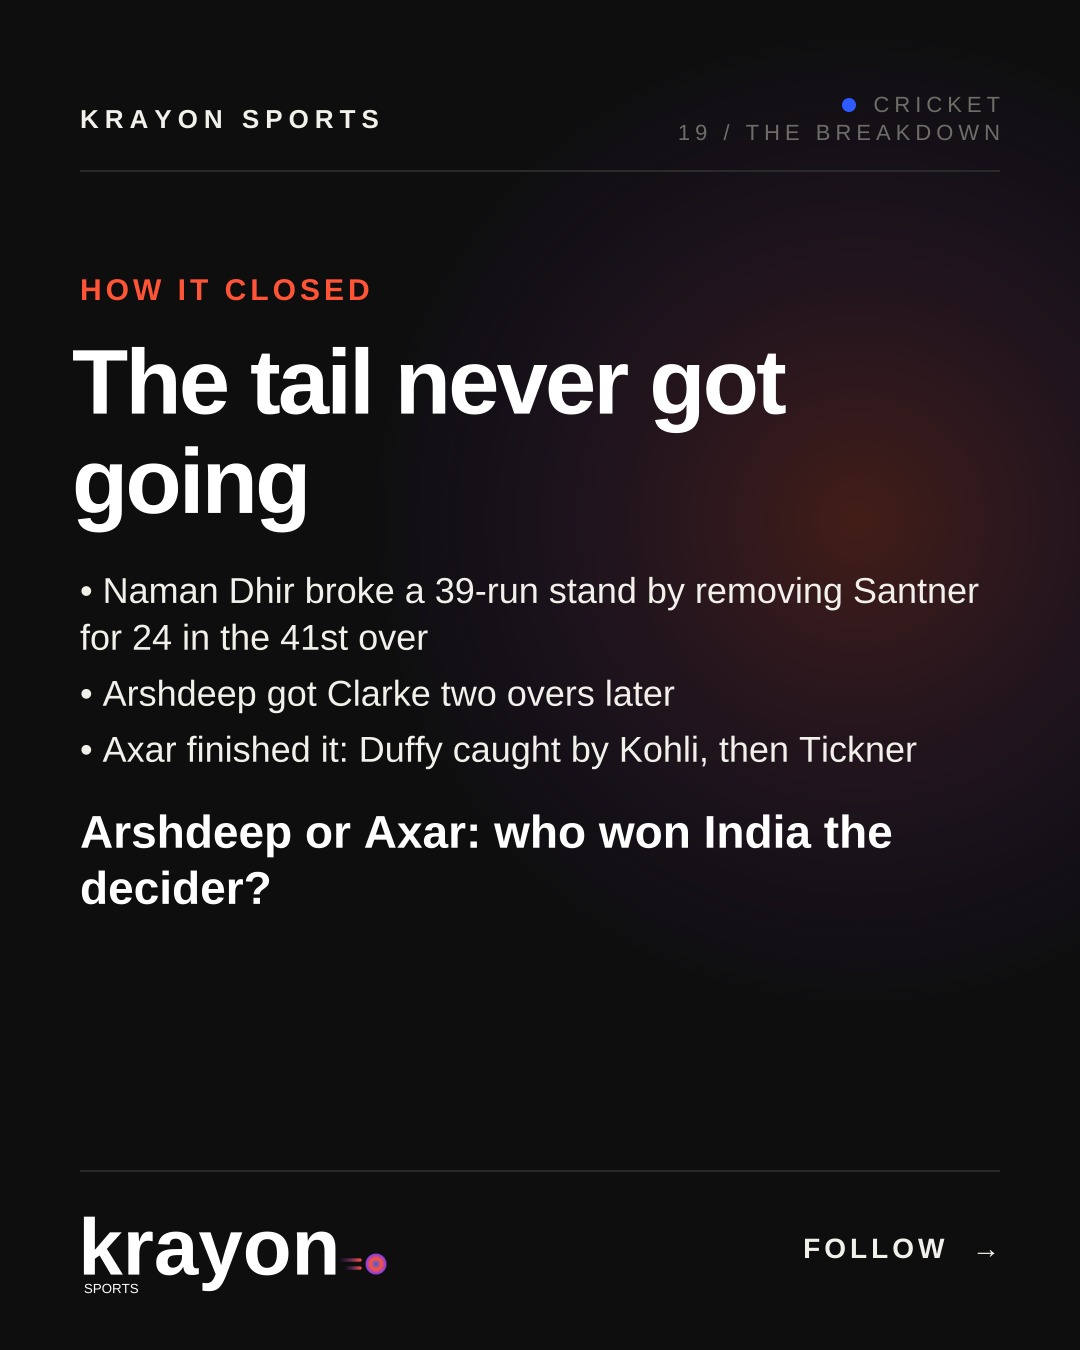 KRAYON SPORTS
CRICKET
19 / THE BREAKDOWN
HOW IT CLOSED
The tail never got
going
• Naman Dhir broke a 39-run stand by removing Santner
for 24 in the 41st over
• Arshdeep got Clarke two overs later
• Axar finished it: Duffy caught by Kohli, then Tickner
Arshdeep or Axar: who won India the
decider?
krayon
SPORTS
FOLLOW →